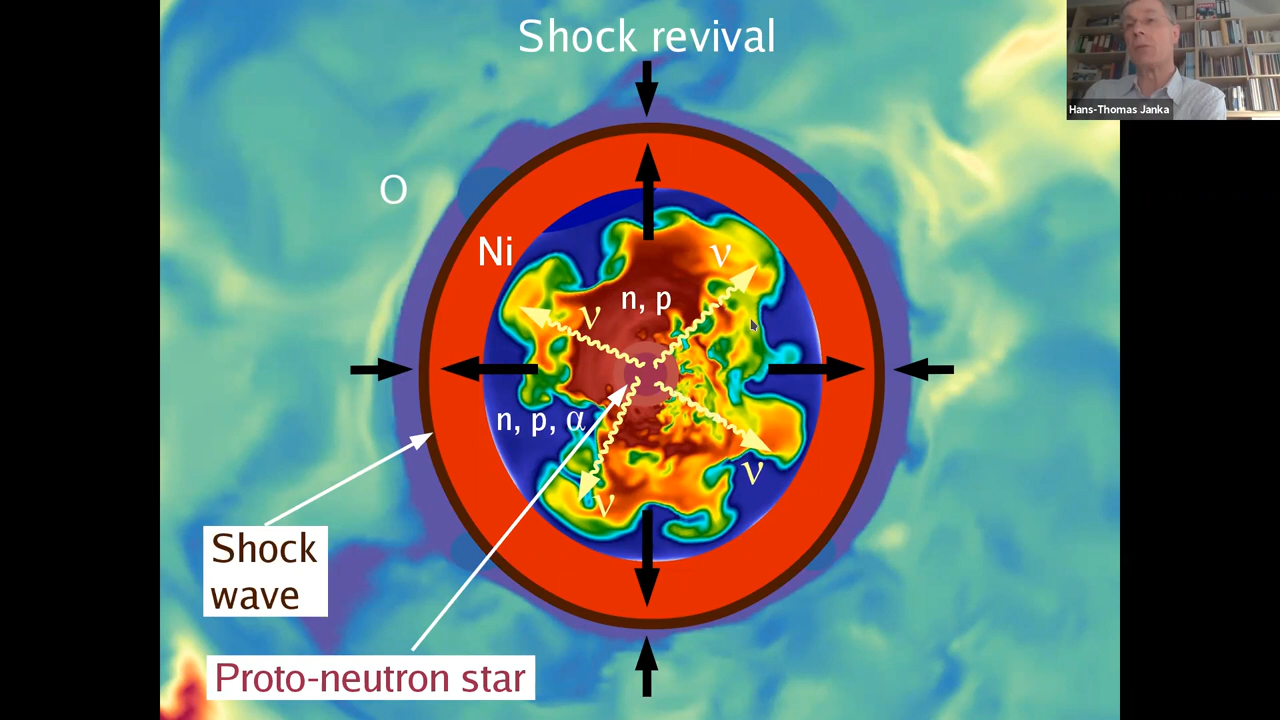 Shock revival
Hans-Thomas Janka
O
Ni
ν
ν
n, p
n, p, α
ν
ν
Shock
wave
Proto-neutron star